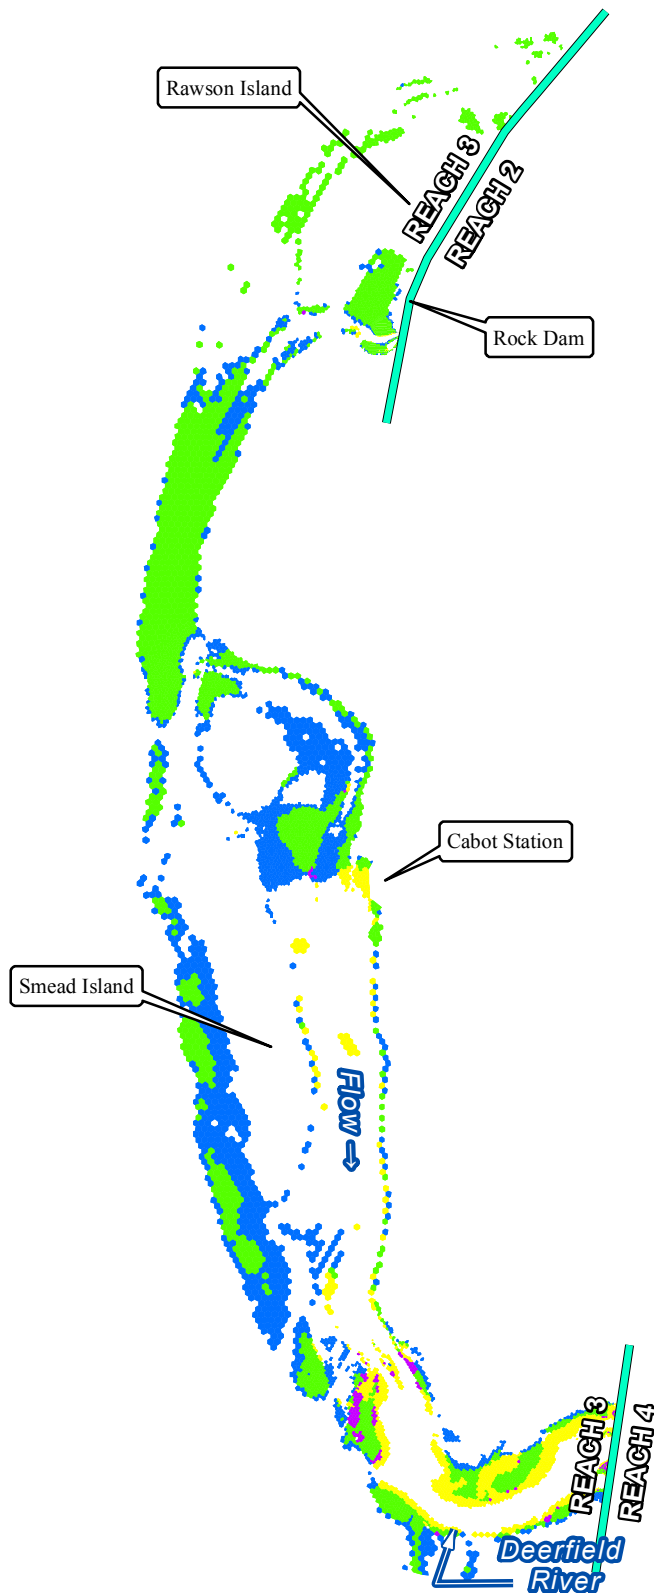 Rawson Island
REACH 3
REACH 2
Rock Dam
Cabot Station
Smead Island
Flow →
REACH 3
REACH 4
Deerfield
River